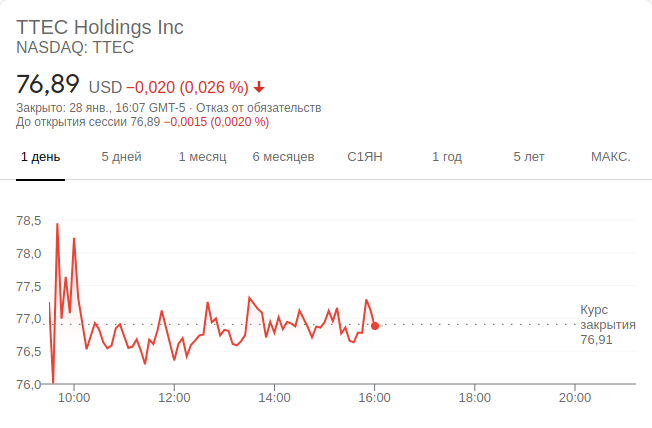 TTEC Holdings Inc
NASDAQ: TTEC
76,89 USD −0,020 (0,026 %)
Закрыто: 28 янв., 16:07 GMT-5 · Отказ от обязательств
До открытия сессии 76,89 −0,0015 (0,0020 %)
1 день 5 дней 1 месяц 6 месяцев С1ЯН 1 год 5 лет МАКС.
78,5
78,0
77,5
77,0
76,5
76,0
Курс
закрытия
76,91
10:00 12:00 14:00 16:00 18:00 20:00